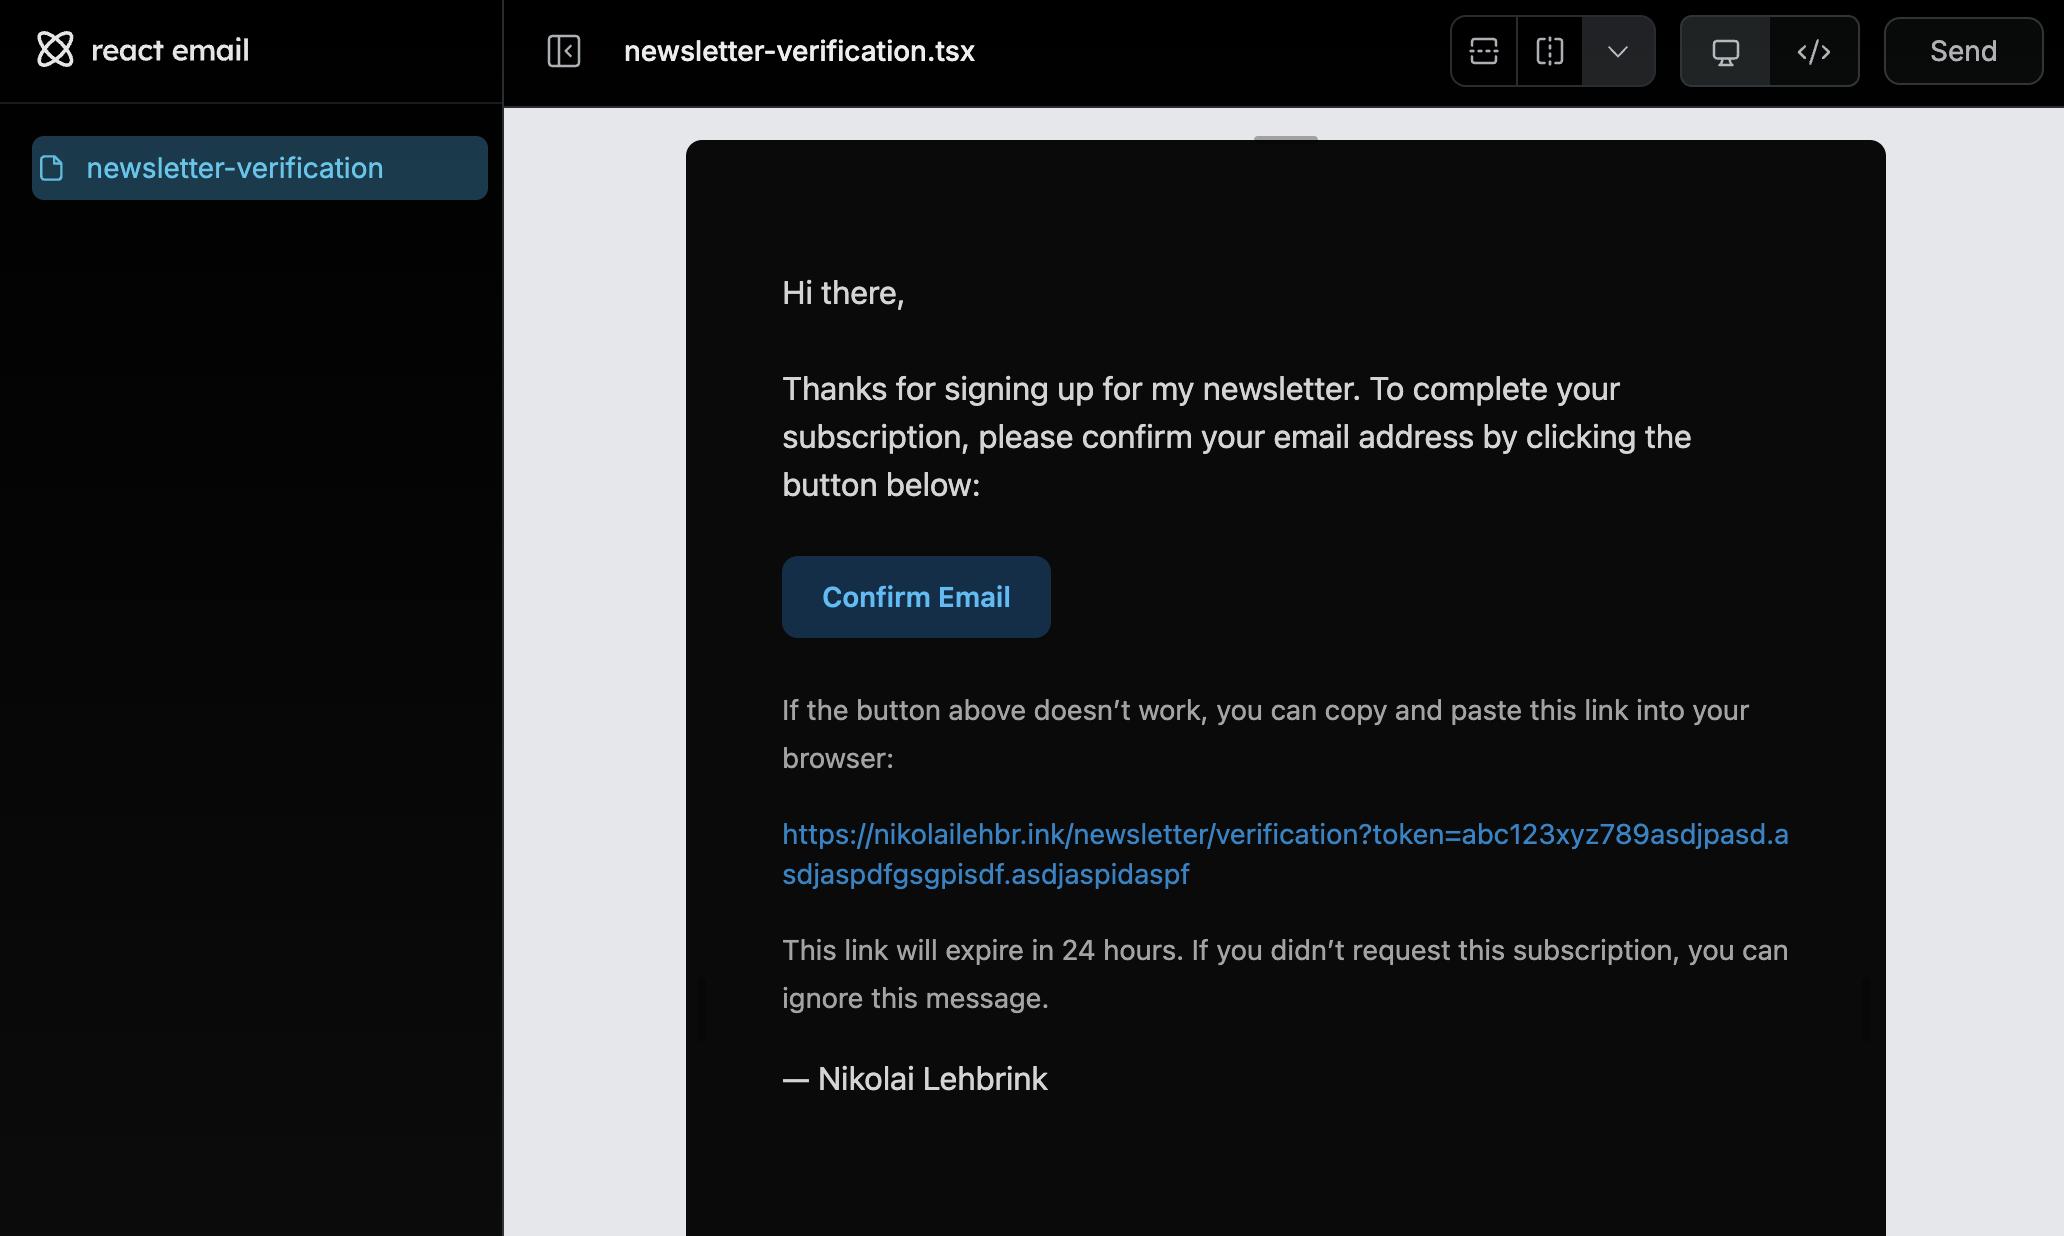 react email
newsletter-verification.tsx
Send
newsletter-verification
Hi there,
Thanks for signing up for my newsletter. To complete your
subscription, please confirm your email address by clicking the
button below:
Confirm Email
If the button above doesn’t work, you can copy and paste this link into your
browser:
https://nikolailehbr.ink/newsletter/verification?token=abc123xyz789asdjpasd.a
sdjaspdfgsgpisdf.asdjaspidaspf
This link will expire in 24 hours. If you didn’t request this subscription, you can
ignore this message.
— Nikolai Lehbrink